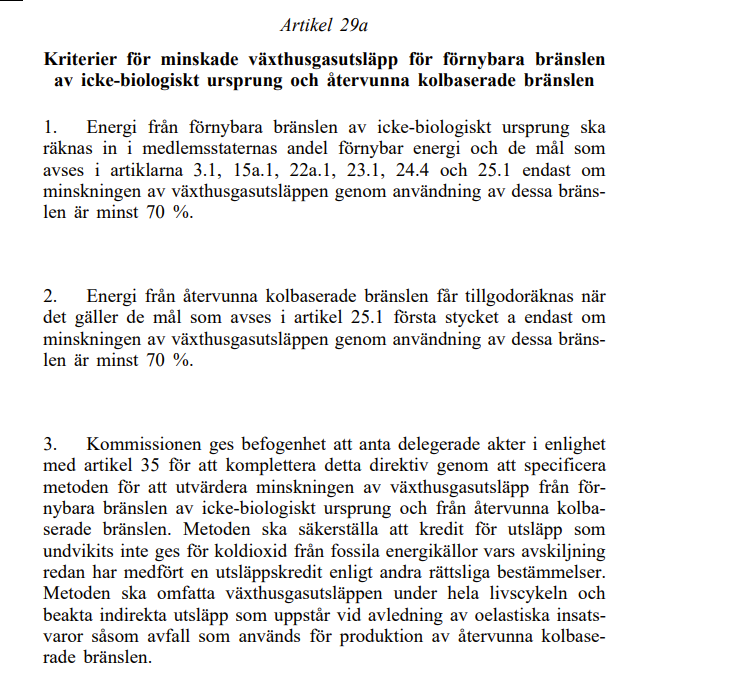 Artikel 29a
Kriterier för minskade växthusgasutsläpp för förnybara bränslen
av icke-biologiskt ursprung och återvunna kolbaserade bränslen
1. Energi från förnybara bränslen av icke-biologiskt ursprung ska
räknas in i medlemsstaternas andel förnybar energi och de mål som
avses i artiklarna 3.1, 15a.1, 22a.1, 23.1, 24.4 och 25.1 endast om
minskningen av växthusgasutsläppen genom användning av dessa bräns-
len är minst 70 %.
2. Energi från återvunna kolbaserade bränslen får tillgodoräknas när
det gäller de mål som avses i artikel 25.1 första stycket a endast om
minskningen av växthusgasutsläppen genom användning av dessa bräns-
len är minst 70 %.
3. Kommissionen ges befogenhet att anta delegerade akter i enlighet
med artikel 35 för att komplettera detta direktiv genom att specificera
metoden för att utvärdera minskningen av växthusgasutsläpp från för-
nybara bränslen av icke-biologiskt ursprung och från återvunna kolba-
serade bränslen. Metoden ska säkerställa att kredit för utsläpp som
undvikits inte ges för koldioxid från fossila energikällor vars avskiljning
redan har medfört en utsläppskredit enligt andra rättsliga bestämmelser.
Metoden ska omfatta växthusgasutsläppen under hela livscykeln och
beakta indirekta utsläpp som uppstår vid avledning av oelastiska insats-
varor såsom avfall som används för produktion av återvunna kolbase-
rade bränslen.